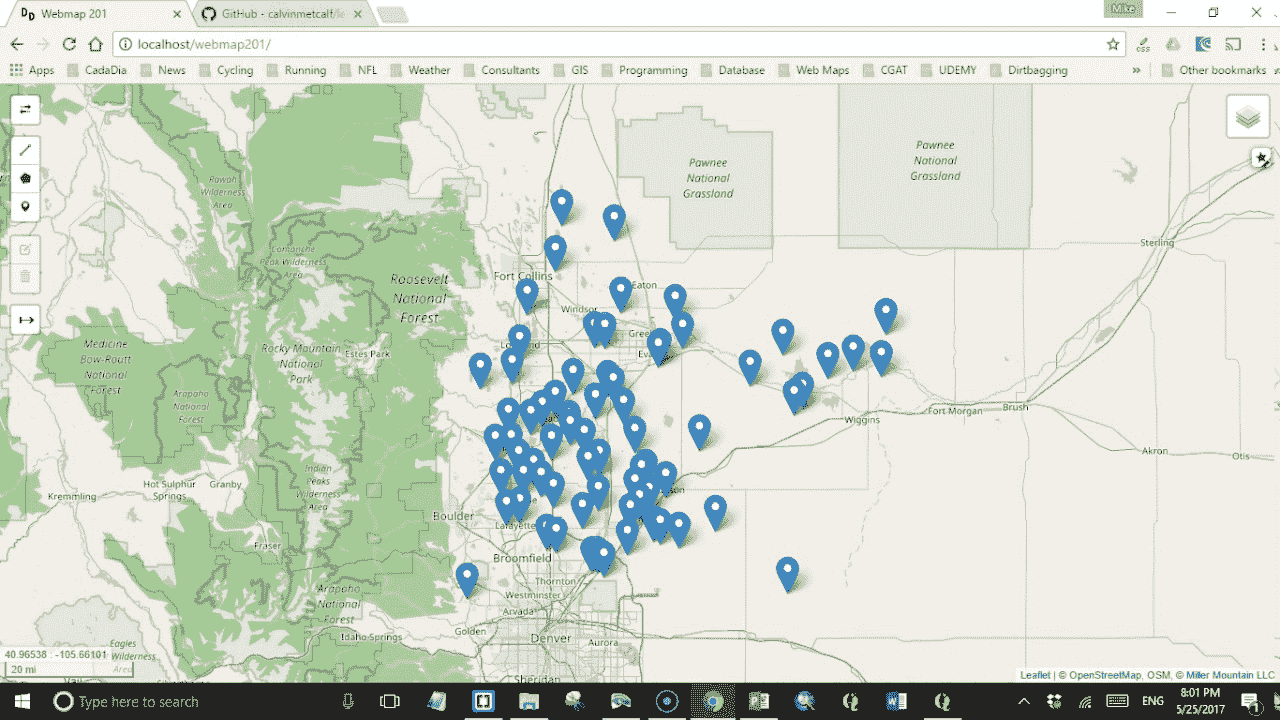 Webmap 201
GitHub - calvinmetcalf/
Mike
localhost/webmap201/
Apps CadaDia News Cycling Running NFL Weather Consultants GIS Programming Database Web Maps CGAT UDEMY Dirtbagging » Other bookmarks
css
Pawnee
National
Grassland
Pawnee
National
Grassland
Rawah
Wilderness
Area
Comanche
Peak Wilderness
Area
Roosevelt
National
Forest
Fort Collins
Sterling
Eaton
Windsor
Medicine
Bow-Routt
National
Forest
Rocky Mountain
National
Park
Estes Park
Arapaho
National
Forest
Wiggins
Fort Morgan
Brush
Akron
Otis
Kremmling
Hot Sulphur
Springs
Granby
Indian
Peaks
Wilderness
Area
Boulder
Lafayette
Fraser
Broomfield
Thornton
Westminster
Arapaho
National
Forest
Arvada
Golden
Idaho Springs
Denver
Aurora
Sheridan
Eagles
Wilderness
Area
40.96538 : -105.66101
20 mi
Leaflet | © OpenStreetMap, OSM, © Miller Mountain LLC
Type here to search
ENG
8:01 PM
5/25/2017